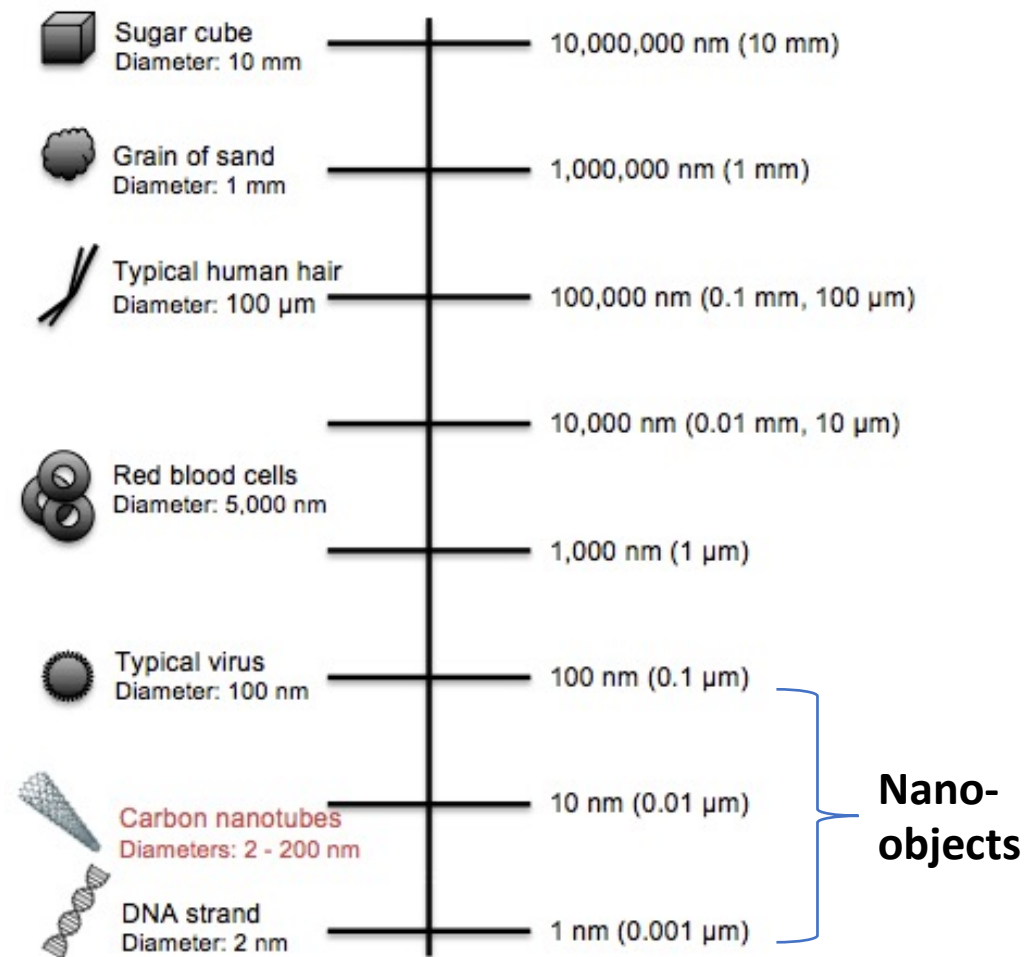 Sugar cube
Diameter: 10 mm
10,000,000 nm (10 mm)
Grain of sand
Diameter: 1 mm
1,000,000 nm (1 mm)
Typical human hair
Diameter: 100 µm
100,000 nm (0.1 mm, 100 µm)
10,000 nm (0.01 mm, 10 µm)
Red blood cells
Diameter: 5,000 nm
1,000 nm (1 µm)
Typical virus
Diameter: 100 nm
100 nm (0.1 µm)
Carbon nanotubes
Diameters: 2 - 200 nm
10 nm (0.01 µm)
Nano-
objects
DNA strand
Diameter: 2 nm
1 nm (0.001 µm)